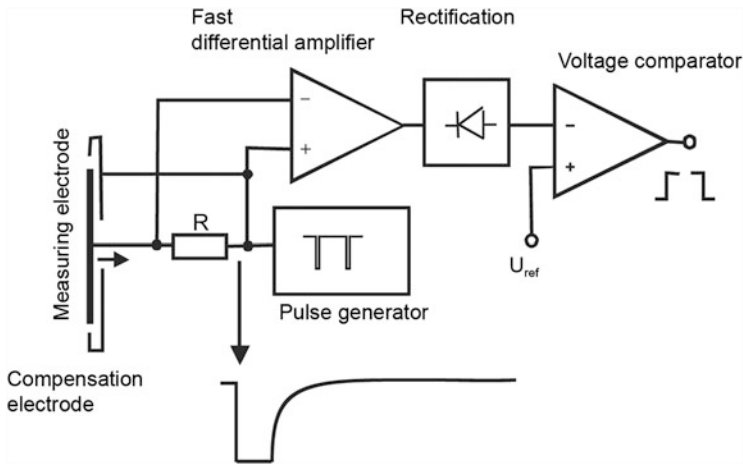 Fast
differential amplifier
Rectification
Voltage comparator
−
+
−
+
Measuring electrode
R
U_ref
Pulse generator
Compensation
electrode